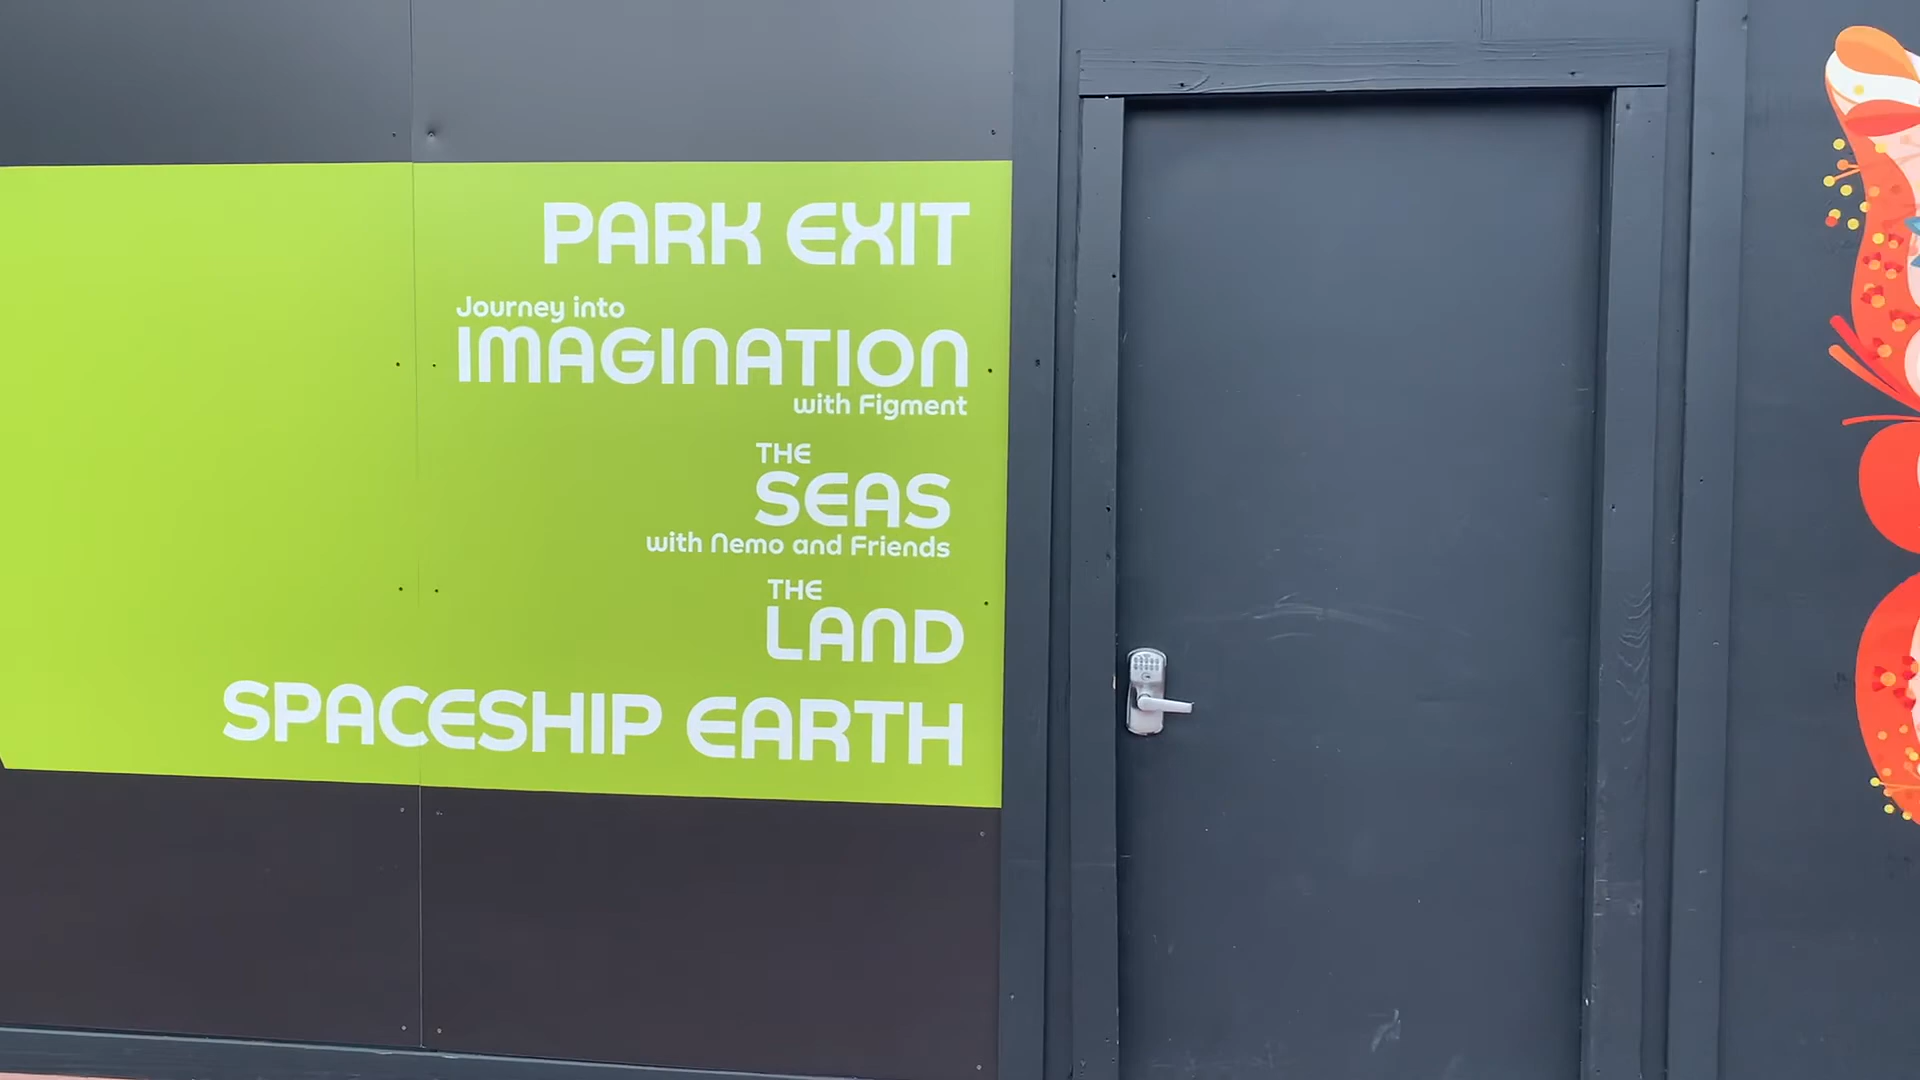 PARK EXIT
Journey into
IMAGINATION
with Figment
THE
SEAS
with Nemo and Friends
THE
LAND
SPACESHIP EARTH